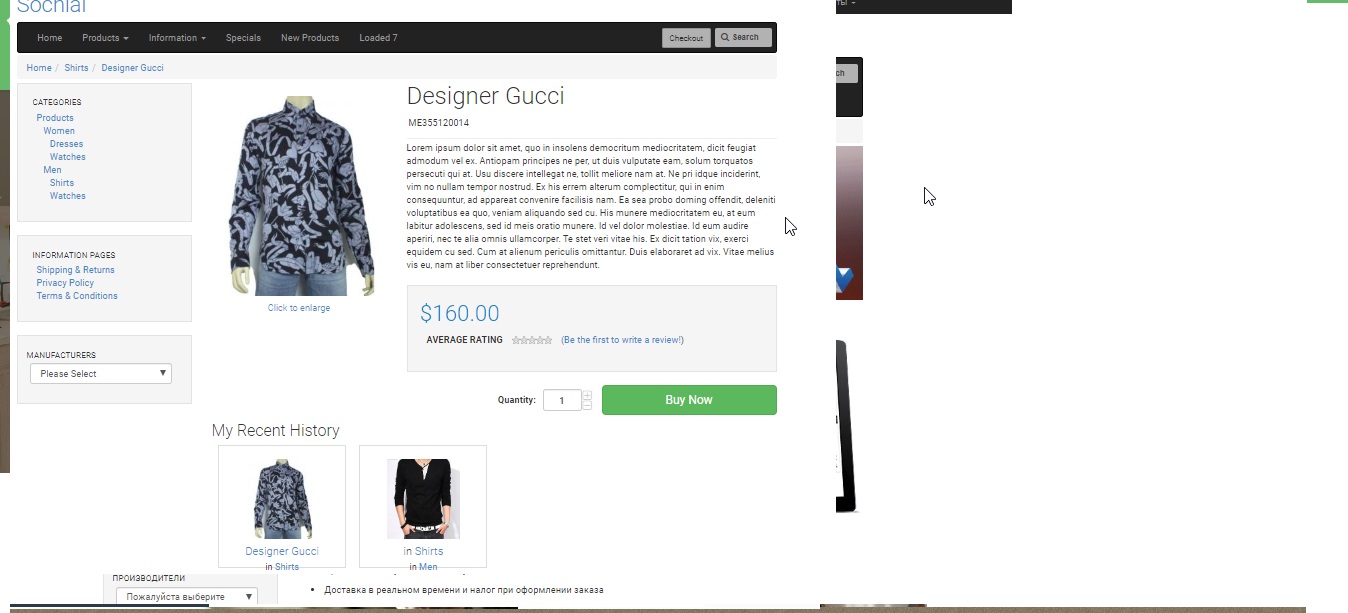 Sochial
Home Products Information Specials New Products Loaded 7 Checkout Search
Home / Shirts / Designer Gucci
CATEGORIES
Products
Women
Dresses
Watches
Men
Shirts
Watches
INFORMATION PAGES
Shipping & Returns
Privacy Policy
Terms & Conditions
MANUFACTURERS
Please Select
Click to enlarge
Designer Gucci
ME355120014
Lorem ipsum dolor sit amet, quo in insolens democritum mediocritatem, dicit feugiat
admodum vel ex. Antiopam principes ne per, ut duis vulputate eam, solum torquatos
persecuti qui at. Usu discere intellegat ne, tollit meliore nam at. Ne pri idque inciderint,
vim no nullam tempor nostrud. Ex his errem alterum complectitur, qui in enim
consequuntur, ad appareat convenire facilisis nam. Ea sea probo doming offendit, deleniti
voluptatibus ea quo, veniam aliquando sed cu. His munere mediocritatem eu, at eum
labitur adolescens, sed id meis oratio munere. Id vel dolor molestiae. Id eum audire
aperiri, nec te alia omnis ullamcorper. Te stet veri vitae his. Ex dicit tation vix, exerci
equidem cu sed. Cum at alienum periculis omittantur. Duis elaboraret ad vix. Vitae melius
vis eu, nam at liber consectetuer reprehendunt.
$160.00
AVERAGE RATING (Be the first to write a review!)
Quantity: 1 Buy Now
My Recent History
Designer Gucci
in Shirts
in Shirts
in Men
ch
ПРОИЗВОДИТЕЛИ
Пожалуйста выберите
• Доставка в реальном времени и налог при оформлении заказа